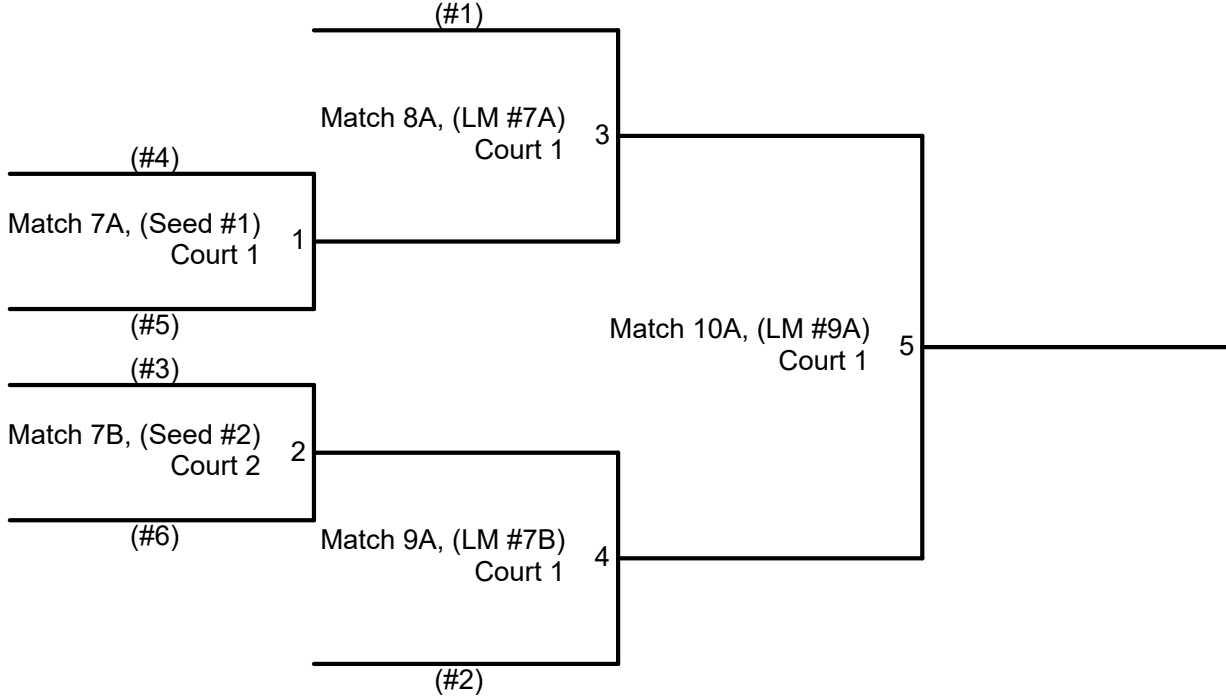 (#1)
Match 8A, (LM #7A)
Court 1
3
(#4)
Match 7A, (Seed #1)
Court 1
1
(#5)
(#3)
Match 10A, (LM #9A)
Court 1
5
Match 7B, (Seed #2)
Court 2
2
(#6)
Match 9A, (LM #7B)
Court 1
4
(#2)